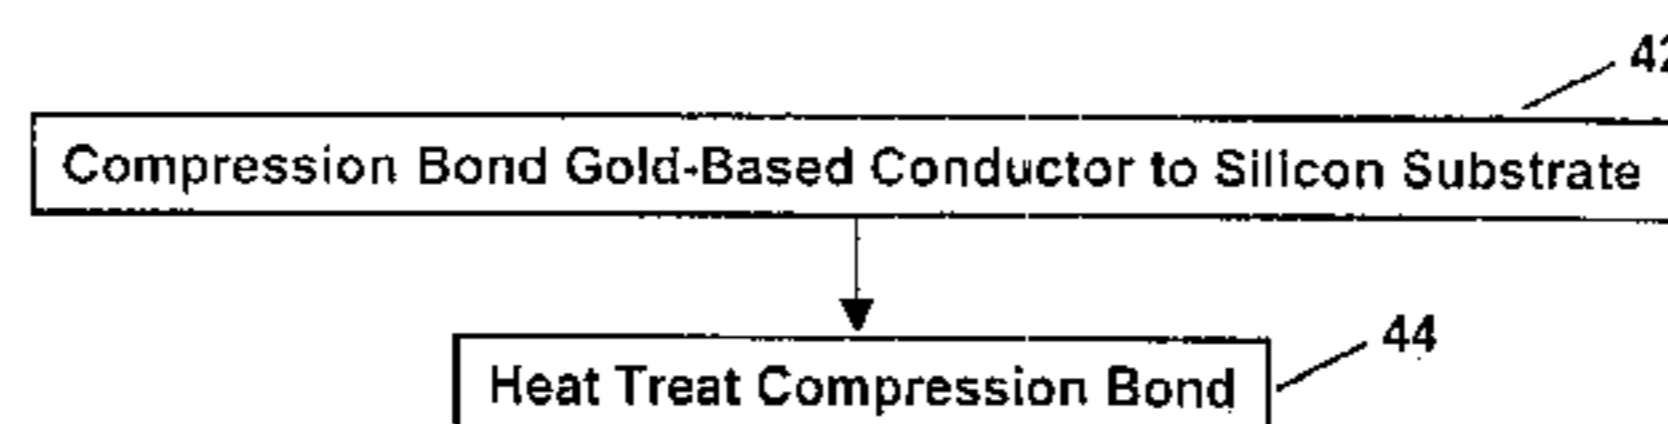 42
Compression Bond Gold-Based Conductor to Silicon Substrate
44
Heat Treat Compression Bond